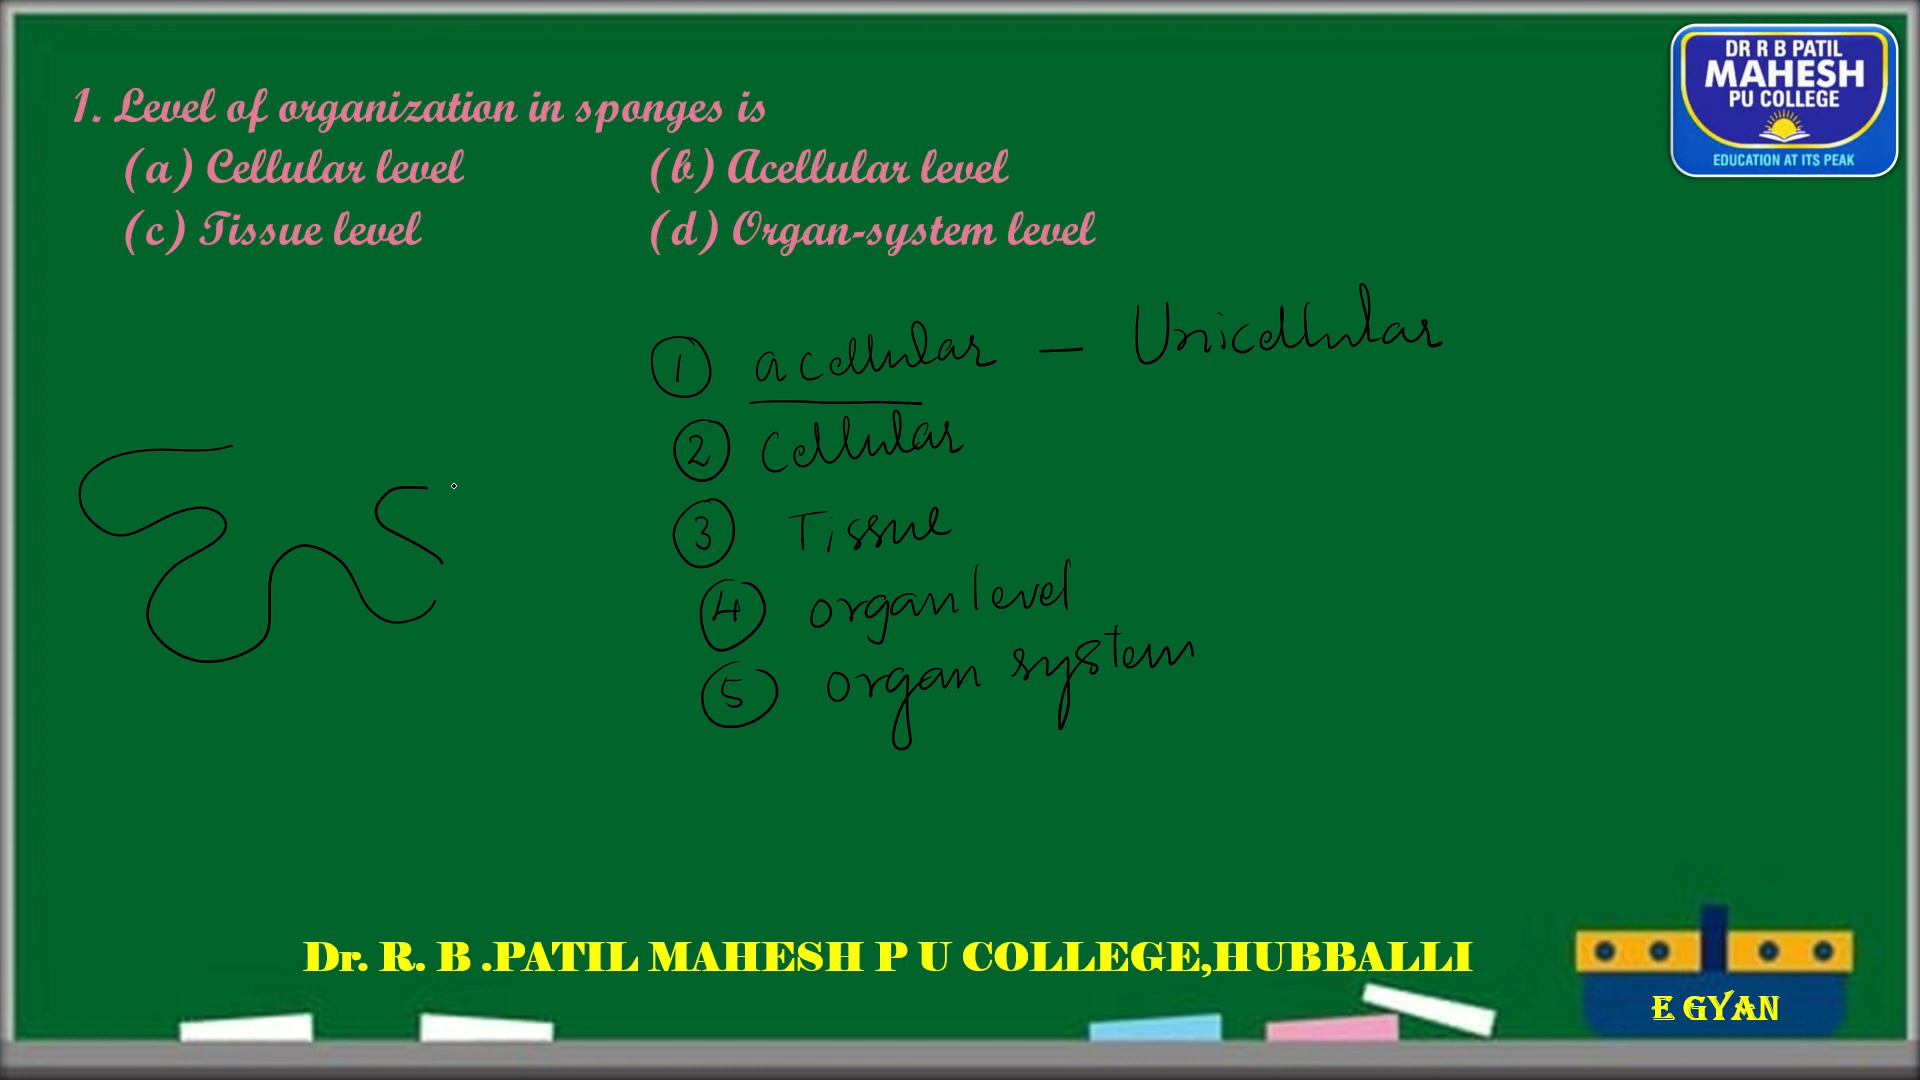 DR R B PATIL
MAHESH
PU COLLEGE
EDUCATION AT ITS PEAK
1. Level of organization in sponges is
(a) Cellular level (b) Acellular level
(c) Tissue level (d) Organ-system level
1 acellular — Unicellular
2 Cellular
3 Tissue
4 organ level
5 organ system
Dr. R. B .PATIL MAHESH P U COLLEGE,HUBBALLI
E GYAN